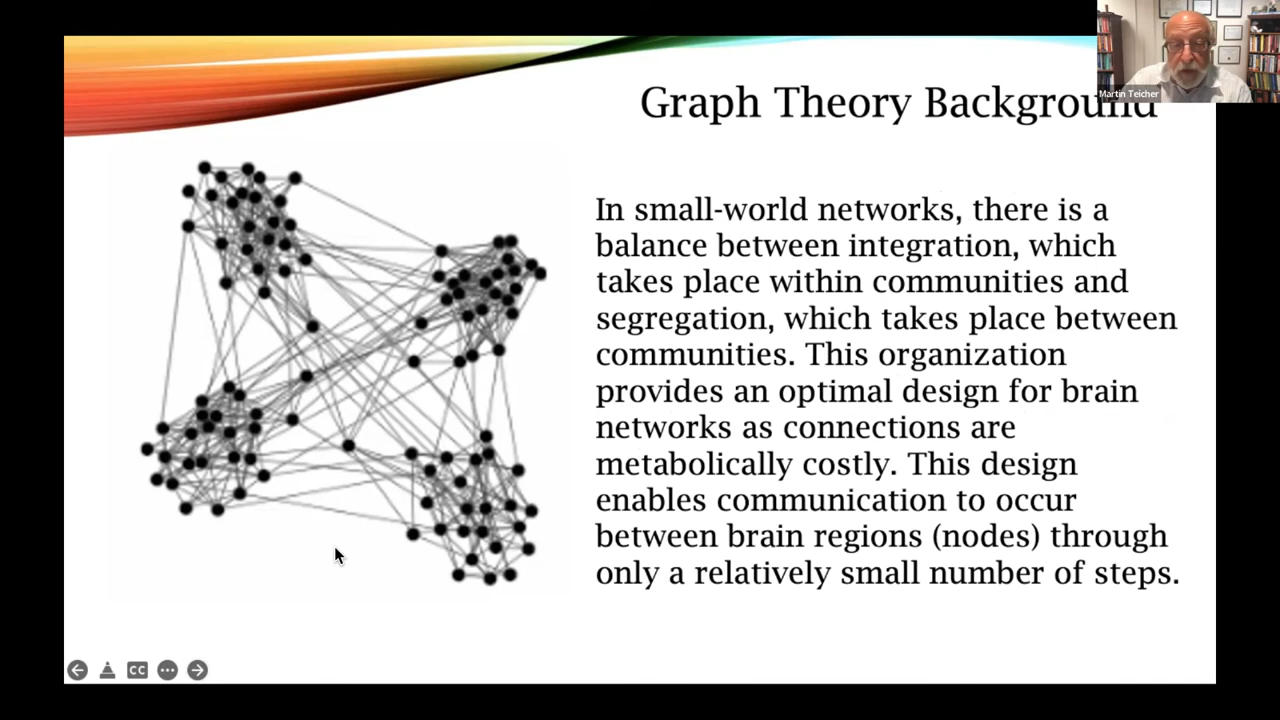 Martin Teicher
Graph Theory Background
In small-world networks, there is a
balance between integration, which
takes place within communities and
segregation, which takes place between
communities. This organization
provides an optimal design for brain
networks as connections are
metabolically costly. This design
enables communication to occur
between brain regions (nodes) through
only a relatively small number of steps.
CC